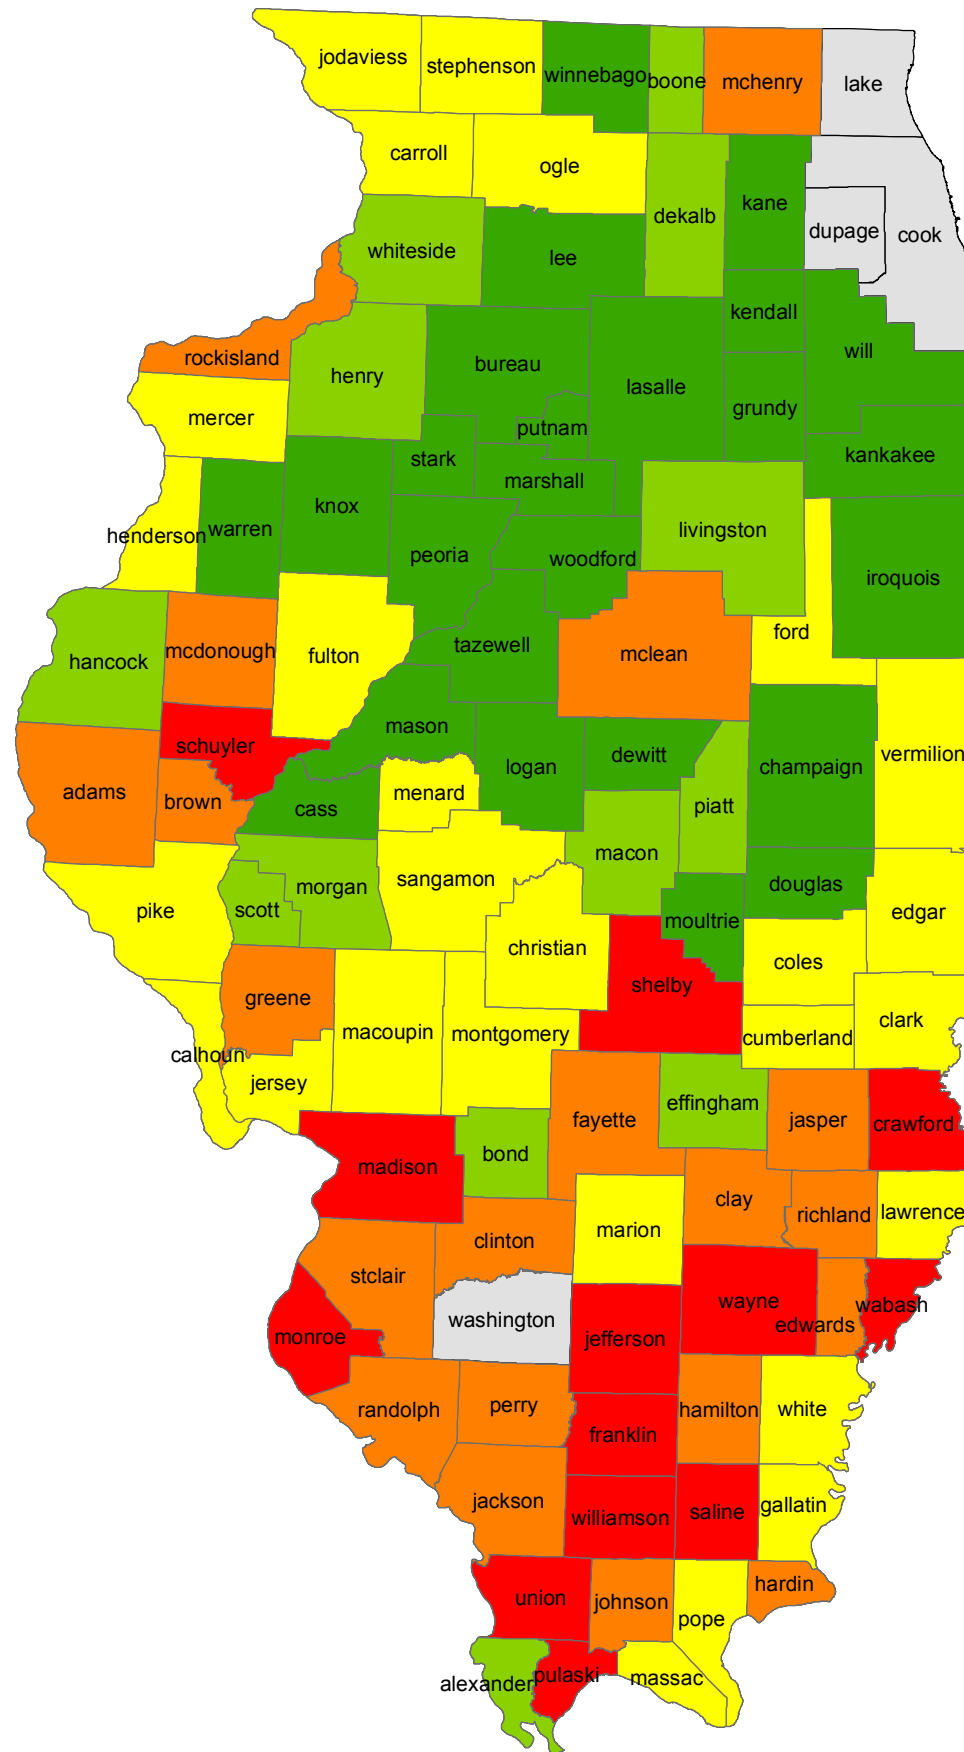 jodaviess
stephenson
winnebago
boone
mchenry
lake
carroll
ogle
dekalb
kane
dupage
cook
whiteside
lee
kendall
will
rockisland
henry
bureau
lasalle
grundy
mercer
putnam
kankakee
stark
marshall
henderson
warren
knox
peoria
woodford
livingston
iroquois
hancock
mcdonough
fulton
tazewell
mclean
ford
schuyler
mason
logan
dewitt
champaign
vermilion
adams
brown
cass
menard
piatt
macon
pike
scott
morgan
sangamon
douglas
edgar
moultrie
christian
coles
shelby
greene
calhoun
jersey
macoupin
montgomery
cumberland
clark
fayette
effingham
jasper
crawford
madison
bond
clay
richland
lawrence
marion
clinton
stclair
washington
wayne
edwards
wabash
monroe
jefferson
randolph
perry
hamilton
white
franklin
jackson
williamson
saline
gallatin
union
johnson
pope
hardin
alexander
pulaski
massac